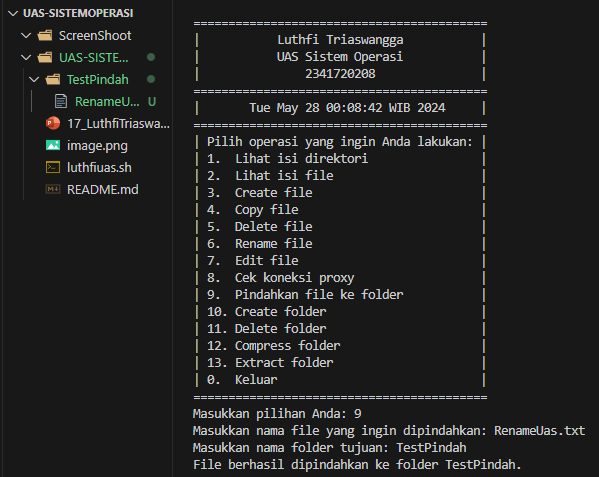 UAS-SISTEMOPERASI
ScreenShoot
UAS-SISTE...
TestPindah
RenameU... U
17_LuthfiTriaswa...
image.png
luthfiuas.sh
README.md
==========================================
| Luthfi Triaswangga |
| UAS Sistem Operasi |
| 2341720208 |
==========================================
| Tue May 28 00:08:42 WIB 2024 |
==========================================
| Pilih operasi yang ingin Anda lakukan: |
| 1. Lihat isi direktori |
| 2. Lihat isi file |
| 3. Create file |
| 4. Copy file |
| 5. Delete file |
| 6. Rename file |
| 7. Edit file |
| 8. Cek koneksi proxy |
| 9. Pindahkan file ke folder |
| 10. Create folder |
| 11. Delete folder |
| 12. Compress folder |
| 13. Extract folder |
| 0. Keluar |
==========================================
Masukkan pilihan Anda: 9
Masukkan nama file yang ingin dipindahkan: RenameUas.txt
Masukkan nama folder tujuan: TestPindah
File berhasil dipindahkan ke folder TestPindah.